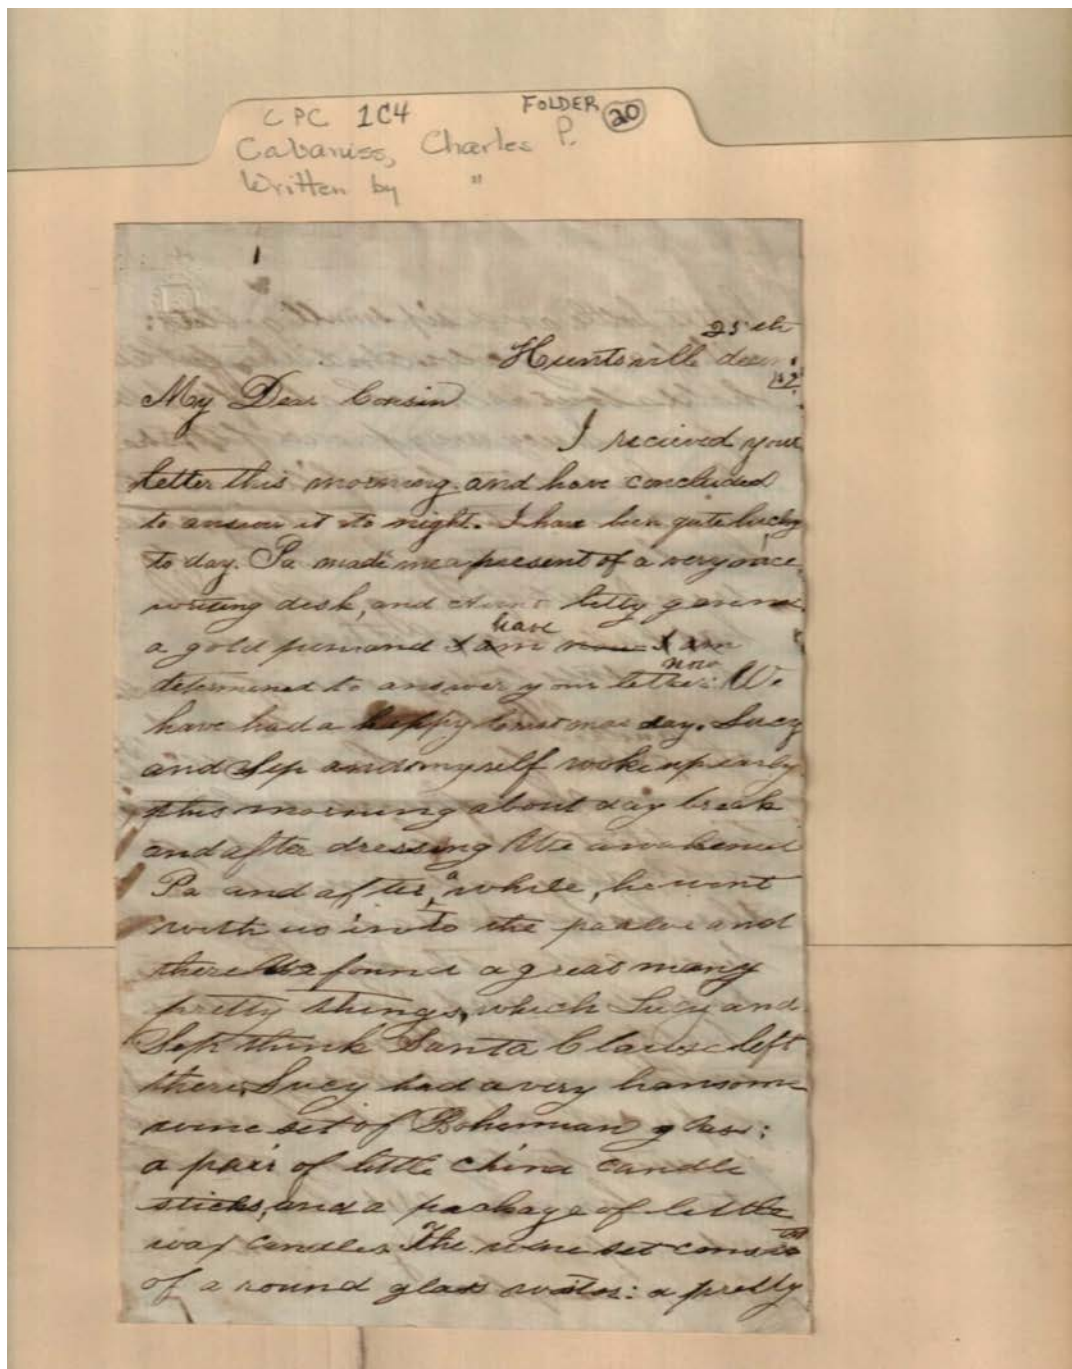 CPC 1C4 FOLDER 20
Cabaniss, Charles P.
Written by "
1
25th
Huntsville decm.
My Dear Cousin
I recieved your
letter this morning and have concluded
to answer it to night. I have been quite lucky
to day. Pa made me a present of a very nice
writing desk, and Aunt letty gave me
a gold pen and I am now I am
have
determined to answer your letter. We
now
have had a happy Christmas day. Lucy
and Sep and myself woke up early
this morning about day break
and after dressing We awakened
Pa and after a while, he went
with us into the parlor and
there We found a great many
pretty things, which Lucy and
Sep think Santa Claus left
there, Lucy had a very hansome
wine set of Bohemian glass:
a pair of little china candle
sticks, and a package of little
wax candles. The wine set consist
of a round glass waiter: a pretty